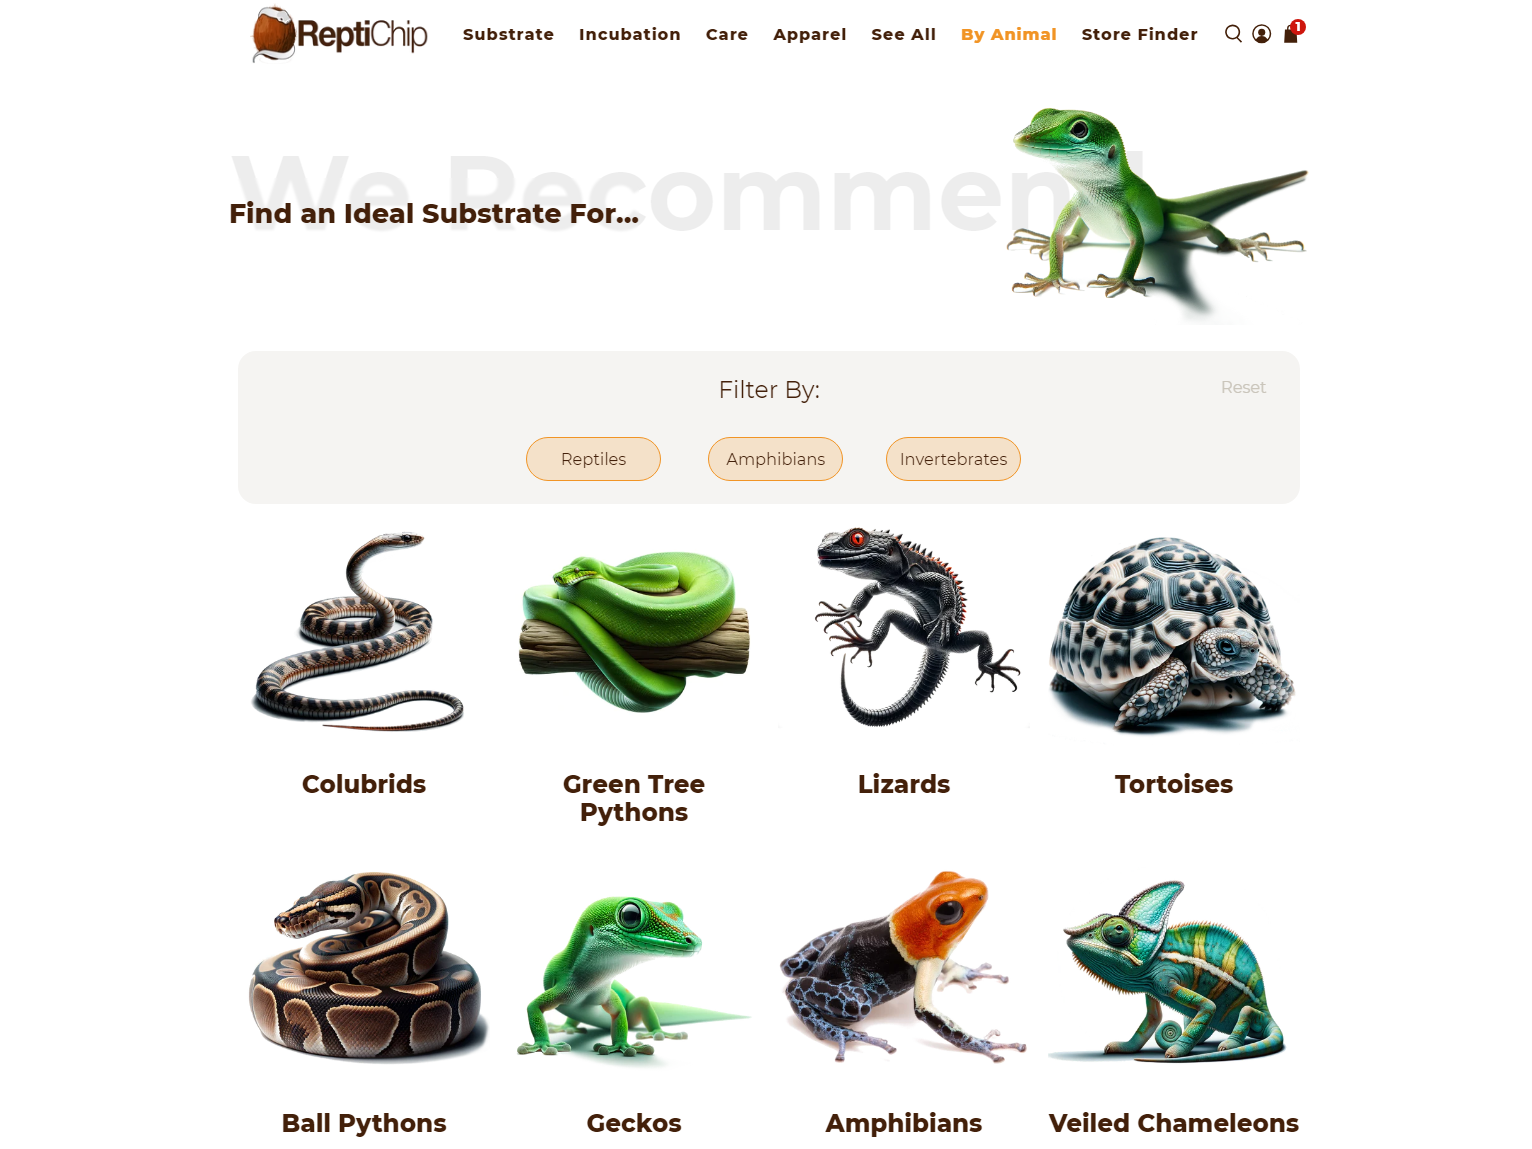 ReptiChip
Substrate Incubation Care Apparel See All By Animal Store Finder 1
We Recommend
Find an Ideal Substrate For...
Filter By:
Reset
Reptiles Amphibians Invertebrates
Colubrids Green Tree Pythons Lizards Tortoises
Ball Pythons Geckos Amphibians Veiled Chameleons